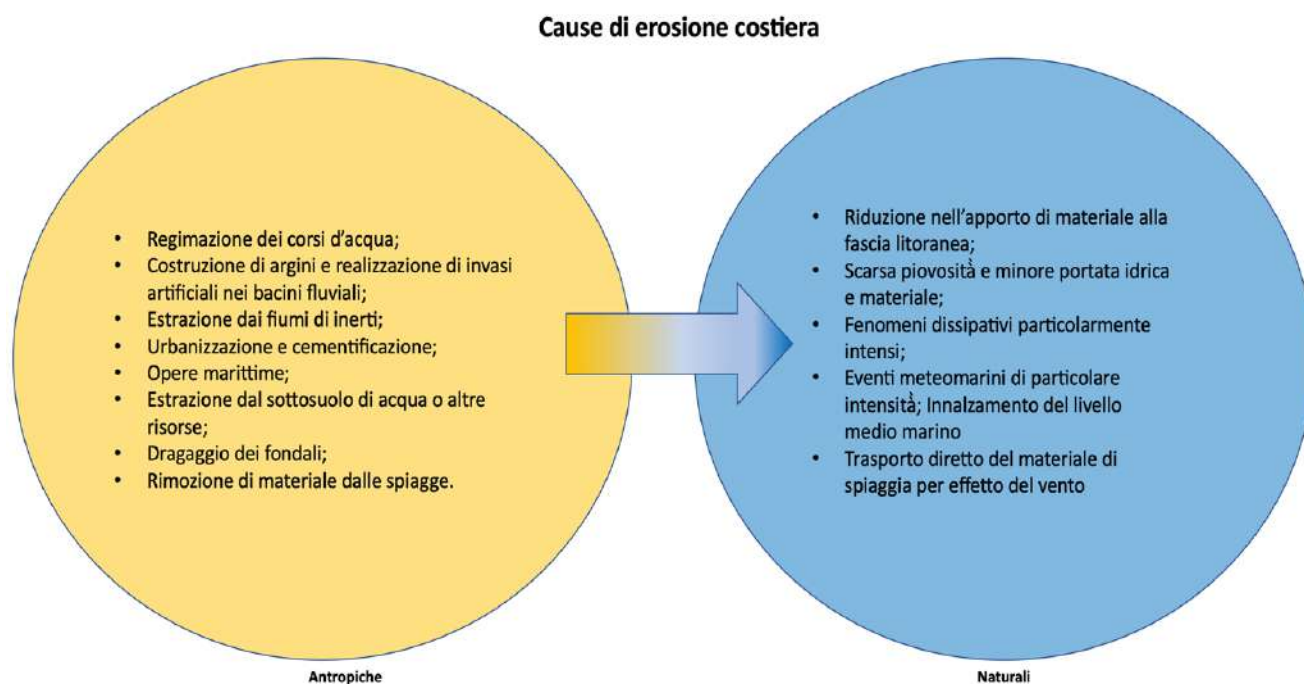 Cause di erosione costiera
• Regimazione dei corsi d'acqua;
• Costruzione di argini e realizzazione di invasi
artificiali nei bacini fluviali;
• Estrazione dai fiumi di inerti;
• Urbanizzazione e cementificazione;
• Opere marittime;
• Estrazione dal sottosuolo di acqua o altre
risorse;
• Dragaggio dei fondali;
• Rimozione di materiale dalle spiagge.
• Riduzione nell'apporto di materiale alla
fascia litoranea;
• Scarsa piovosità̀ e minore portata idrica
e materiale;
• Fenomeni dissipativi particolarmente
intensi;
• Eventi meteomarini di particolare
intensità̀; Innalzamento del livello
medio marino
• Trasporto diretto del materiale di
spiaggia per effetto del vento
Antropiche
Naturali